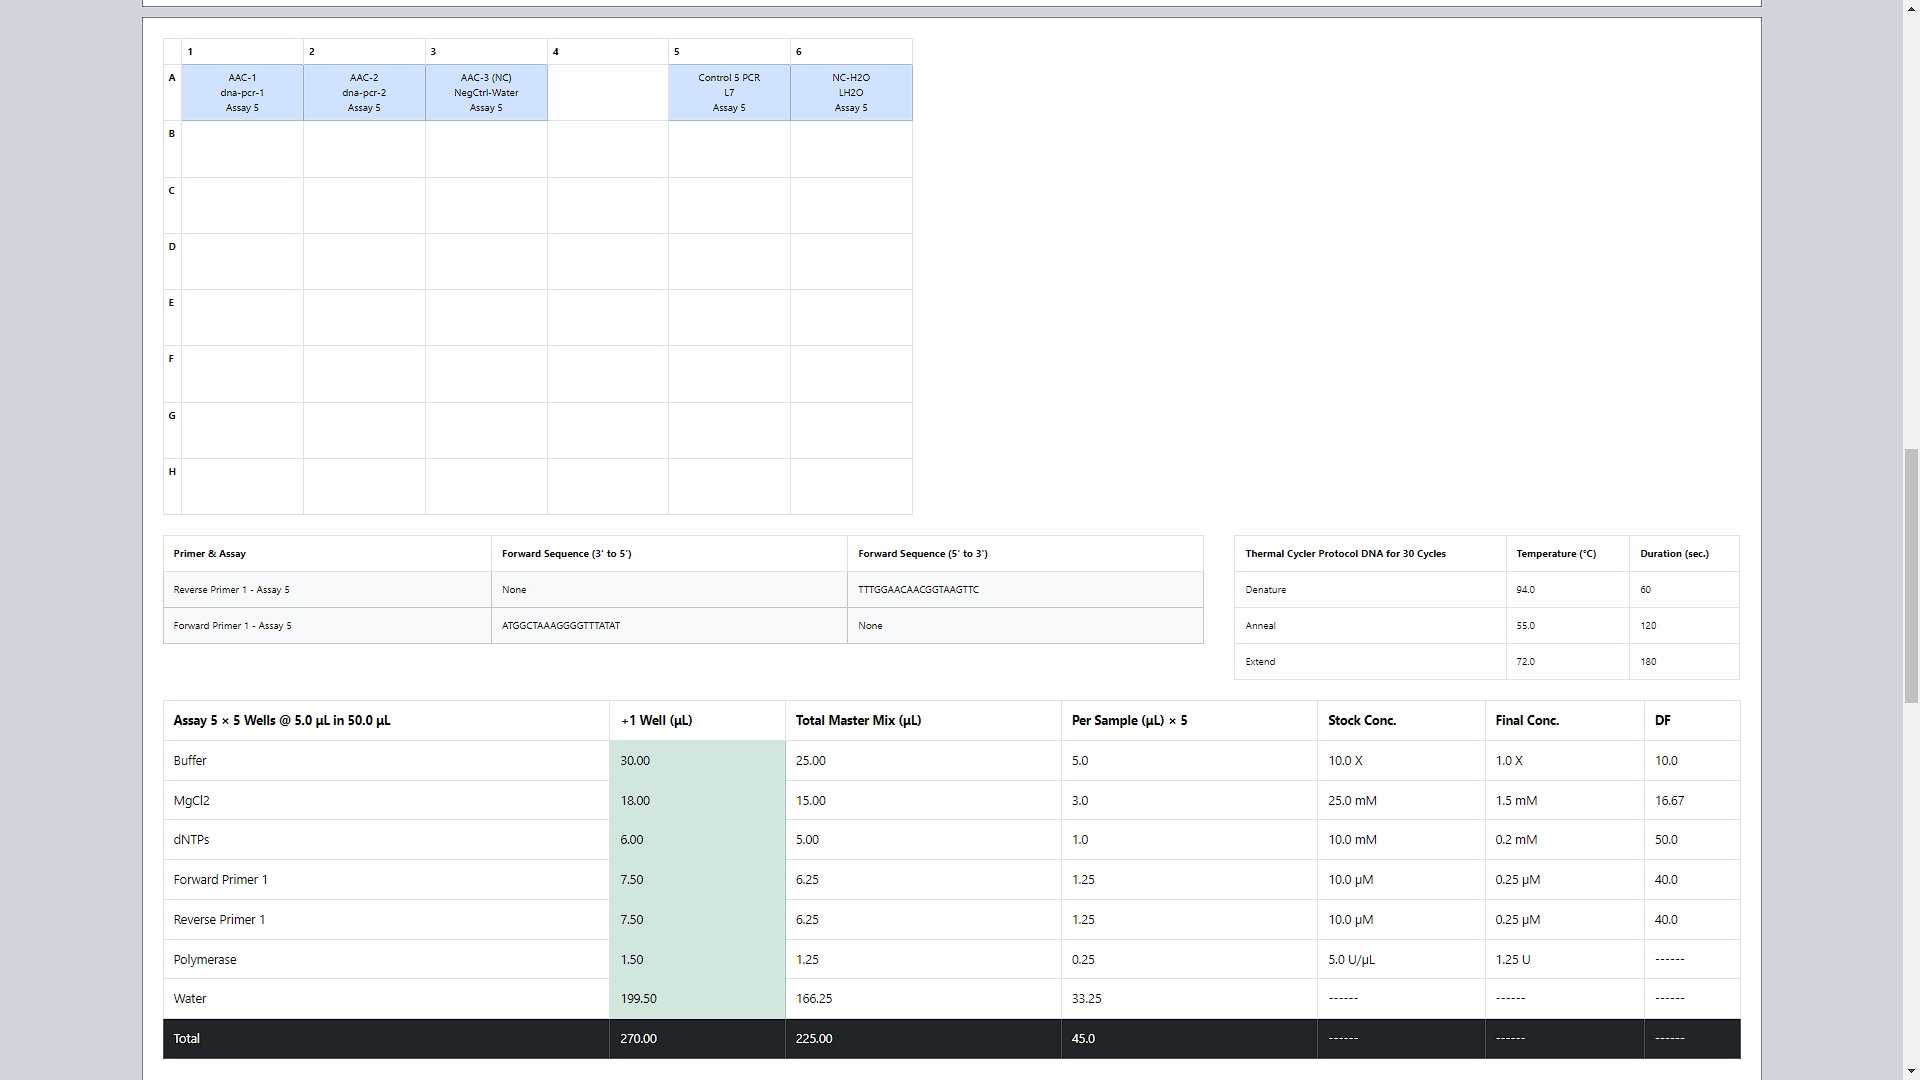 1 2 3 4 5 6
A
AAC-1
dna-pcr-1
Assay 5
AAC-2
dna-pcr-2
Assay 5
AAC-3 (NC)
NegCtrl-Water
Assay 5
Control 5 PCR
L7
Assay 5
NC-H2O
LH2O
Assay 5
B
C
D
E
F
G
H
Primer & Assay Forward Sequence (3' to 5') Forward Sequence (5' to 3')
Reverse Primer 1 - Assay 5 None TTTGGAACAACGGTAAGTTC
Forward Primer 1 - Assay 5 ATGGCTAAAGGGGTTTATAT None
Thermal Cycler Protocol DNA for 30 Cycles Temperature (°C) Duration (sec.)
Denature 94.0 60
Anneal 55.0 120
Extend 72.0 180
Assay 5 × 5 Wells @ 5.0 µL in 50.0 µL +1 Well (µL) Total Master Mix (µL) Per Sample (µL) × 5 Stock Conc. Final Conc. DF
Buffer 30.00 25.00 5.0 10.0 X 1.0 X 10.0
MgCl2 18.00 15.00 3.0 25.0 mM 1.5 mM 16.67
dNTPs 6.00 5.00 1.0 10.0 mM 0.2 mM 50.0
Forward Primer 1 7.50 6.25 1.25 10.0 µM 0.25 µM 40.0
Reverse Primer 1 7.50 6.25 1.25 10.0 µM 0.25 µM 40.0
Polymerase 1.50 1.25 0.25 5.0 U/µL 1.25 U ------
Water 199.50 166.25 33.25 ------ ------ ------
Total 270.00 225.00 45.0 ------ ------ ------